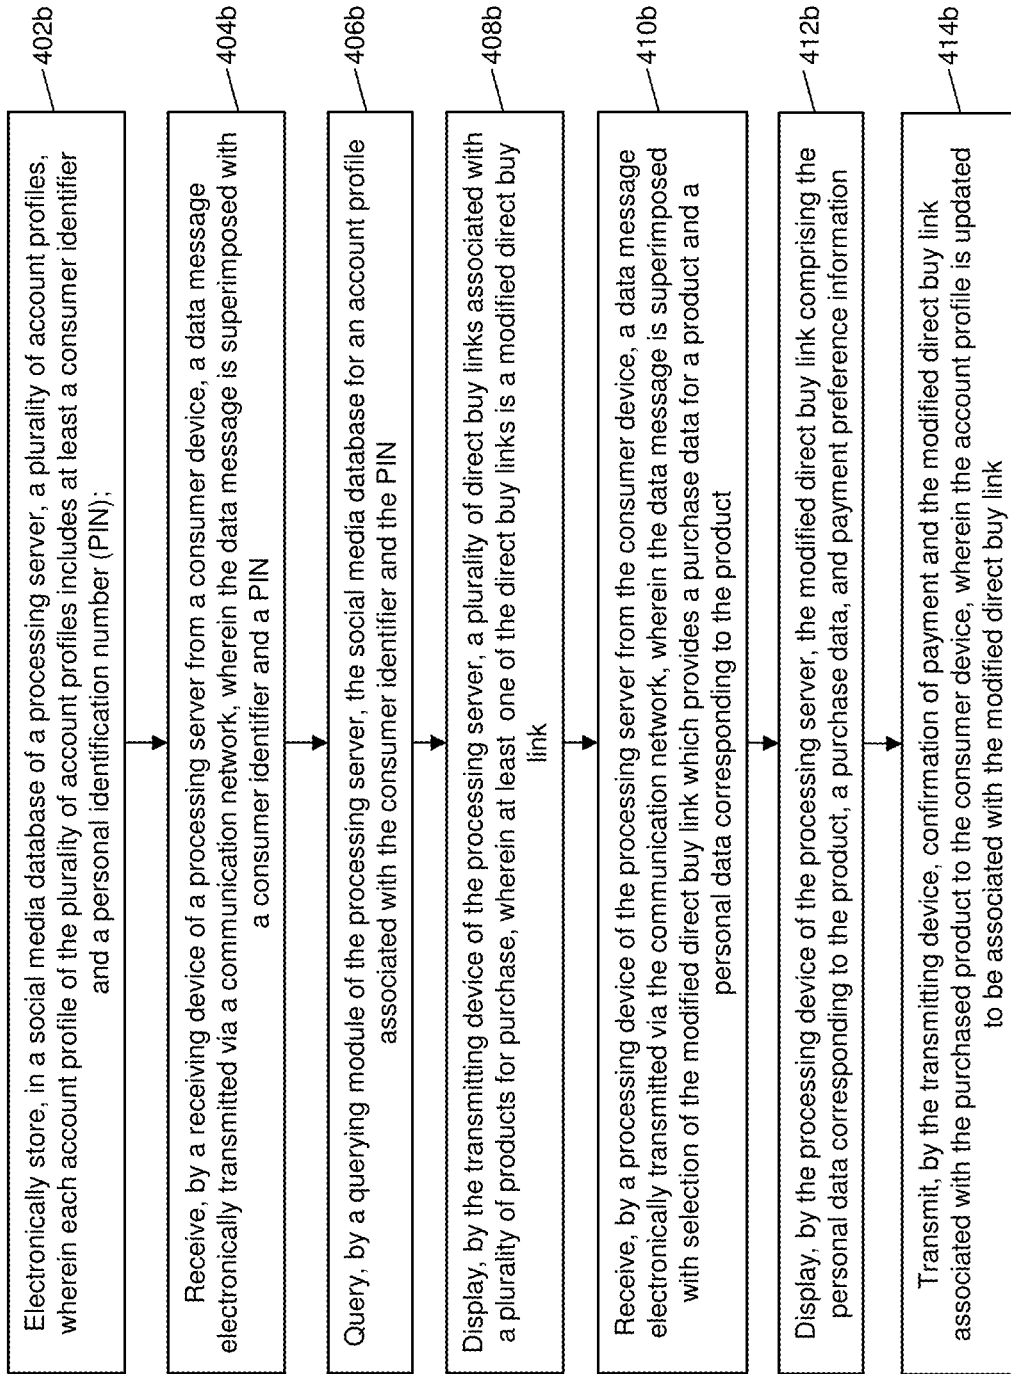 402b
Electronically store, in a social media database of a processing server, a plurality of account profiles,
wherein each account profile of the plurality of account profiles includes at least a consumer identifier
and a personal identification number (PIN);
404b
Receive, by a receiving device of a processing server from a consumer device, a data message
electronically transmitted via a communication network, wherein the data message is superimposed with
a consumer identifier and a PIN
406b
Query, by a querying module of the processing server, the social media database for an account profile
associated with the consumer identifier and the PIN
408b
Display, by the transmitting device of the processing server, a plurality of direct buy links associated with
a plurality of products for purchase, wherein at least one of the direct buy links is a modified direct buy
link
410b
Receive, by a processing device of the processing server from the consumer device, a data message
electronically transmitted via the communication network, wherein the data message is superimposed
with selection of the modified direct buy link which provides a purchase data for a product and a
personal data corresponding to the product
412b
Display, by the processing device of the processing server, the modified direct buy link comprising the
personal data corresponding to the product, a purchase data, and payment preference information
414b
Transmit, by the transmitting device, confirmation of payment and the modified direct buy link
associated with the purchased product to the consumer device, wherein the account profile is updated
to be associated with the modified direct buy link